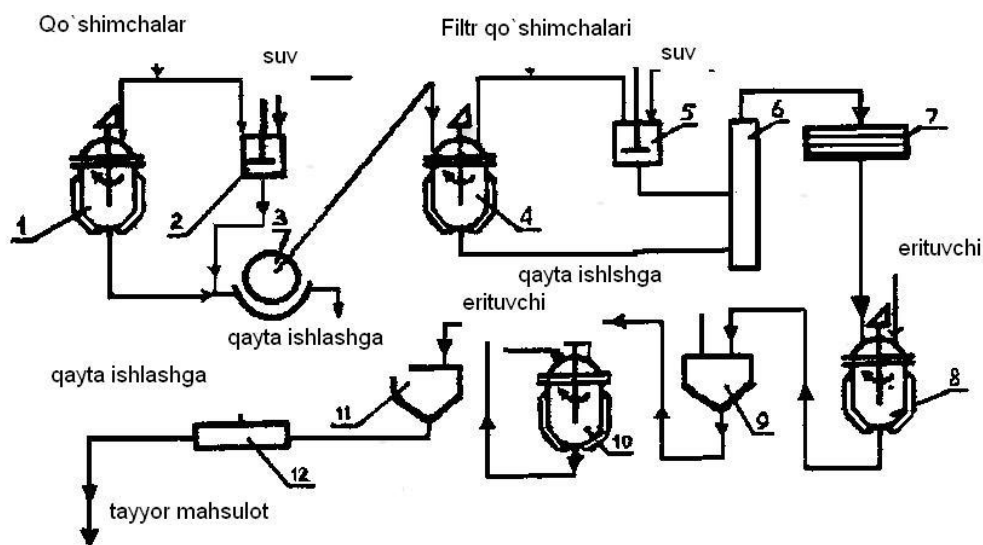 Qo`shimchalar
Filtr qo`shimchalari
suv
suv
1
2
3
4
5
6
7
qayta ishlashga
qayta ishlshga
erituvchi
erituvchi
qayta ishlashga
8
9
10
11
12
tayyor mahsulot